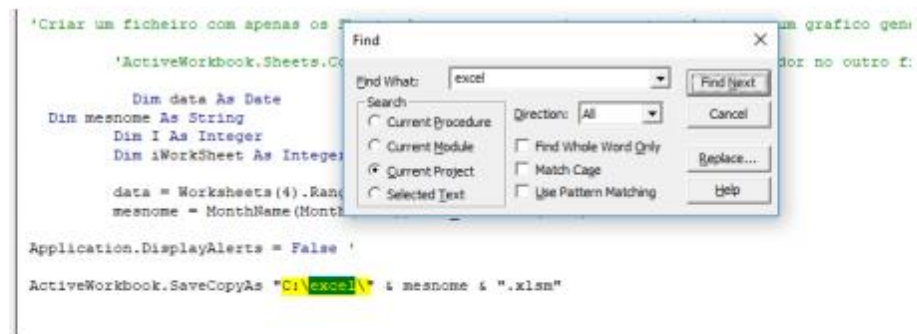 'Criar um ficheiro com apenas os
um grafico gene
Find
'ActiveWorkbook.Sheets.Co
dor no outro f
Find What: excel
Find Next
Search
Dim data As Date
Current Procedure
Direction: All
Cancel
Dim mesnome As String
Current Module
Find Whole Word Only
Dim I As Integer
Match Case
Replace...
Dim iWorkSheet As Integer
Current Project
Use Pattern Matching
Help
Selected Text
data = Worksheets(4).Rang
mesnome = MonthName(Month
Application.DisplayAlerts = False '
ActiveWorkbook.SaveCopyAs "C:\excel\" & mesnome & ".xlsm"